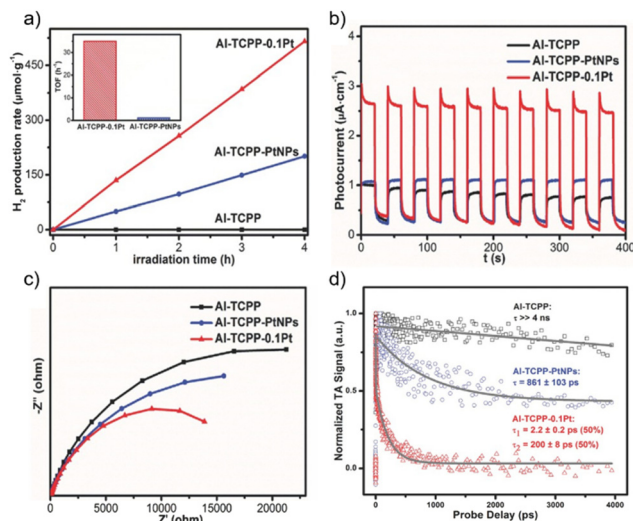 a)
H₂ production rate (μmol·g⁻¹)
450
300
150
0
0
1
2
3
4
irradiation time (h)
TOF (h⁻¹)
30
20
10
0
Al-TCPP-0.1Pt
Al-TCPP-PtNPs
Al-TCPP-0.1Pt
Al-TCPP-PtNPs
Al-TCPP
b)
Photocurrent (μA·cm⁻¹)
4
3
2
1
0
0
100
200
300
400
t (s)
Al-TCPP
Al-TCPP-PtNPs
Al-TCPP-0.1Pt
c)
-Z'' (ohm)
0
5000
10000
15000
20000
Z' (ohm)
Al-TCPP
Al-TCPP-PtNPs
Al-TCPP-0.1Pt
d)
Normalized TA Signal (a.u.)
1.0
0.5
0.0
0
1000
2000
3000
4000
Probe Delay (ps)
Al-TCPP:
τ >> 4 ns
Al-TCPP-PtNPs:
τ = 861 ± 103 ps
Al-TCPP-0.1Pt:
τ₁ = 2.2 ± 0.2 ps (50%)
τ₂ = 200 ± 8 ps (50%)